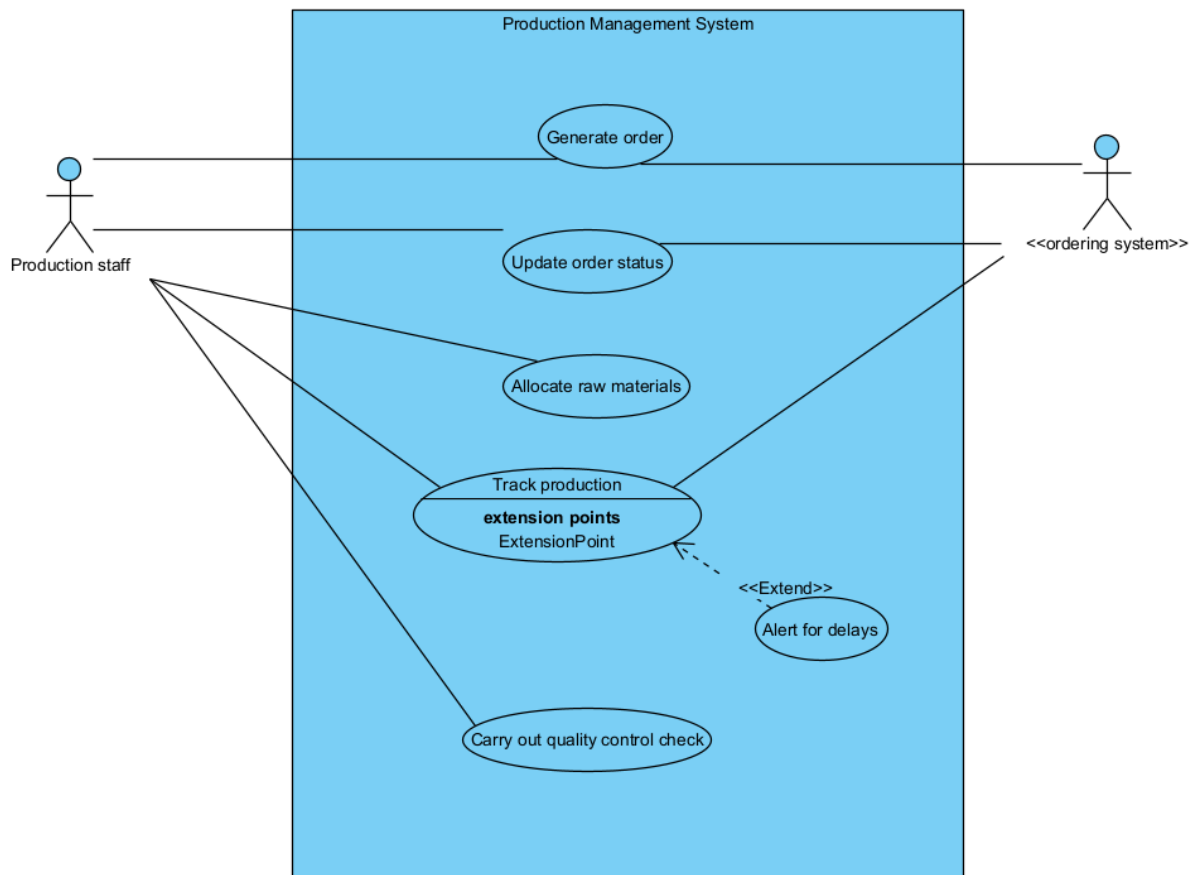 Production Management System
Generate order
Production staff
<<ordering system>>
Update order status
Allocate raw materials
Track production
extension points
ExtensionPoint
<<Extend>>
Alert for delays
Carry out quality control check